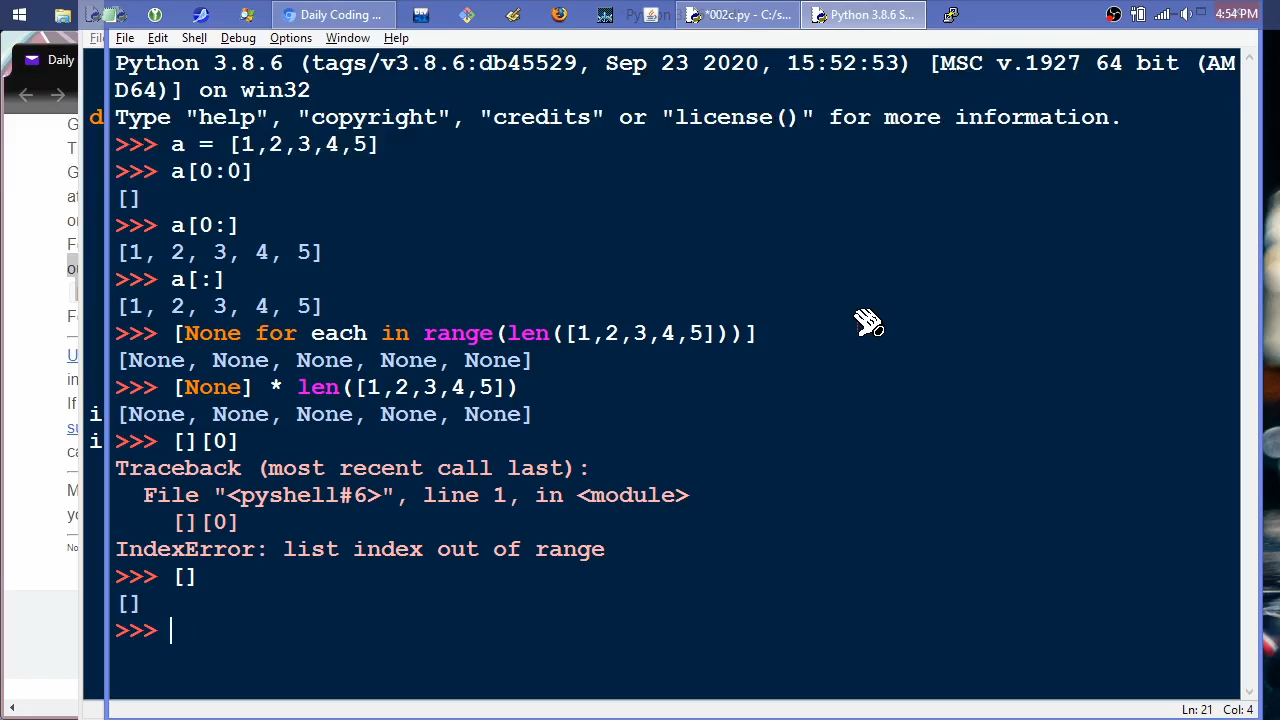 Daily Coding ...
*002c.py - C:/s...
Python 3.8.6 S...
4:54 PM
File Edit Shell Debug Options Window Help
Daily
Python 3.8.6 (tags/v3.8.6:db45529, Sep 23 2020, 15:52:53) [MSC v.1927 64 bit (AM
D64)] on win32
Type "help", "copyright", "credits" or "license()" for more information.
>>> a = [1,2,3,4,5]
>>> a[0:0]
[]
>>> a[0:]
[1, 2, 3, 4, 5]
>>> a[:]
[1, 2, 3, 4, 5]
>>> [None for each in range(len([1,2,3,4,5]))]
[None, None, None, None, None]
>>> [None] * len([1,2,3,4,5])
[None, None, None, None, None]
>>> [][0]
Traceback (most recent call last):
  File "<pyshell#6>", line 1, in <module>
    [][0]
IndexError: list index out of range
>>> []
[]
>>>
Ln: 21 Col: 4